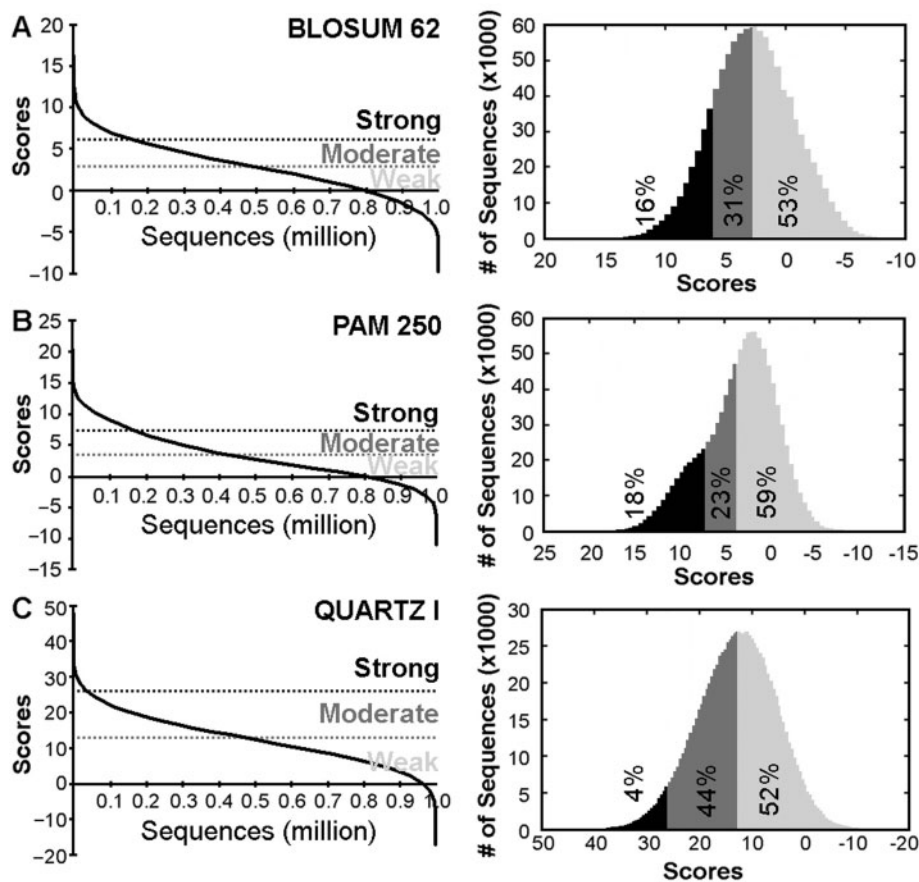 A
BLOSUM 62
Scores
20
15
10
5
0
−5
−10
Strong
Moderate
Weak
0.1 0.2 0.3 0.4 0.5 0.6 0.7 0.8 0.9 1.0
Sequences (million)
# of Sequences (x1000)
60
50
40
30
20
10
0
16%
31%
53%
20 15 10 5 0 -5 -10
Scores
B
PAM 250
Scores
25
20
15
10
5
0
−5
−10
−15
Strong
Moderate
Weak
0.1 0.2 0.3 0.4 0.5 0.6 0.7 0.8 0.9 1.0
Sequences (million)
# of Sequences (x1000)
60
50
40
30
20
10
0
18%
23%
59%
25 20 15 10 5 0 -5 -10 -15
Scores
C
QUARTZ I
Scores
50
40
30
20
10
0
−10
−20
Strong
Moderate
Weak
0.1 0.2 0.3 0.4 0.5 0.6 0.7 0.8 0.9 1.0
Sequences (million)
# of Sequences (x1000)
30
25
20
15
10
5
0
4%
44%
52%
50 40 30 20 10 0 -10 -20
Scores